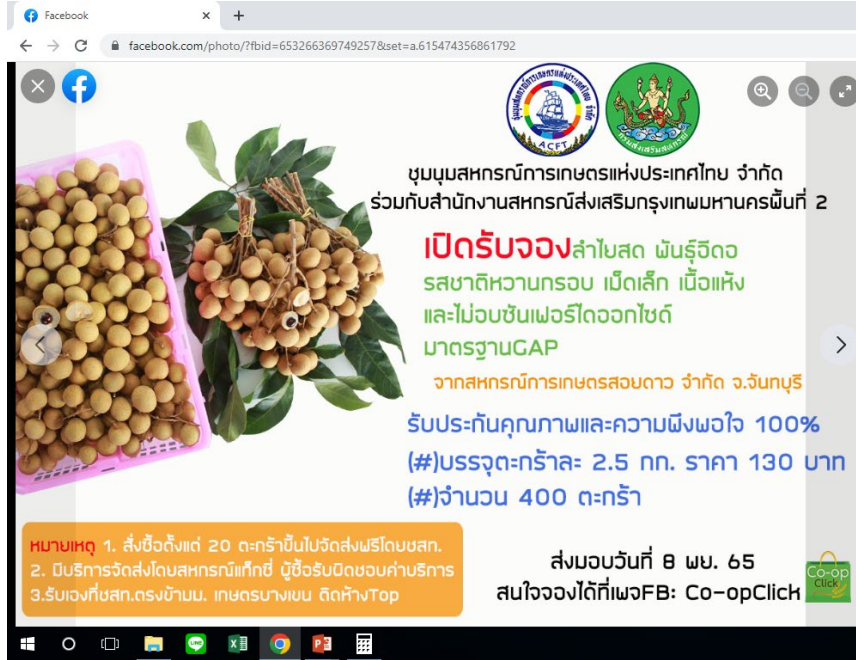 Facebook
facebook.com/photo/?fbid=653266369749257&set=a.615474356861792
ACFT
กรมส่งเสริมสหกรณ์
ชุมนุมสหกรณ์การเกษตรแห่งประเทศไทย จำกัด
ร่วมกับสำนักงานสหกรณ์ส่งเสริมกรุงเทพมหานครพื้นที่ 2
เปิดรับจองลำไยสด พันธุ์อีดอ
รสชาติหวานกรอบ เม็ดเล็ก เนื้อแห้ง
และไม่อบซันเฟอร์ไดออกไซด์
มาตรฐานGAP
จากสหกรณ์การเกษตรสอยดาว จำกัด จ.จันทบุรี
รับประกันคุณภาพและความพึงพอใจ 100%
(#)บรรจุตะกร้าละ 2.5 กก. ราคา 130 บาท
(#)จำนวน 400 ตะกร้า
หมายเหตุ 1. สั่งซื้อตั้งแต่ 20 ตะกร้าขึ้นไปจัดส่งฟรีโดยชสท.
2. มีบริการจัดส่งโดยสหกรณ์แท็กซี่ ผู้ซื้อรับผิดชอบค่าบริการ
3.รับเองที่ชสท.ตรงข้ามม. เกษตรบางเขน ติดห้างTop
ส่งมอบวันที่ 8 พย. 65
สนใจจองได้ที่เพจFB: Co-opClick
Co-op
Click
LINE